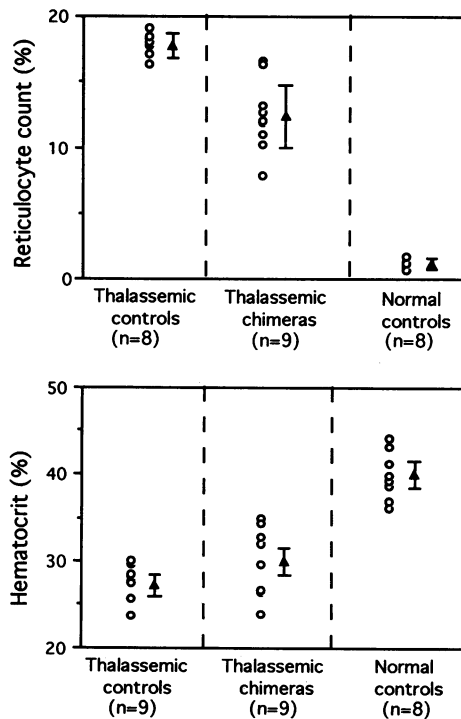 Reticulocyte count (%)
20
10
0
Thalassemic controls (n=8)
Thalassemic chimeras (n=9)
Normal controls (n=8)
Hematocrit (%)
50
40
30
20
Thalassemic controls (n=9)
Thalassemic chimeras (n=9)
Normal controls (n=8)